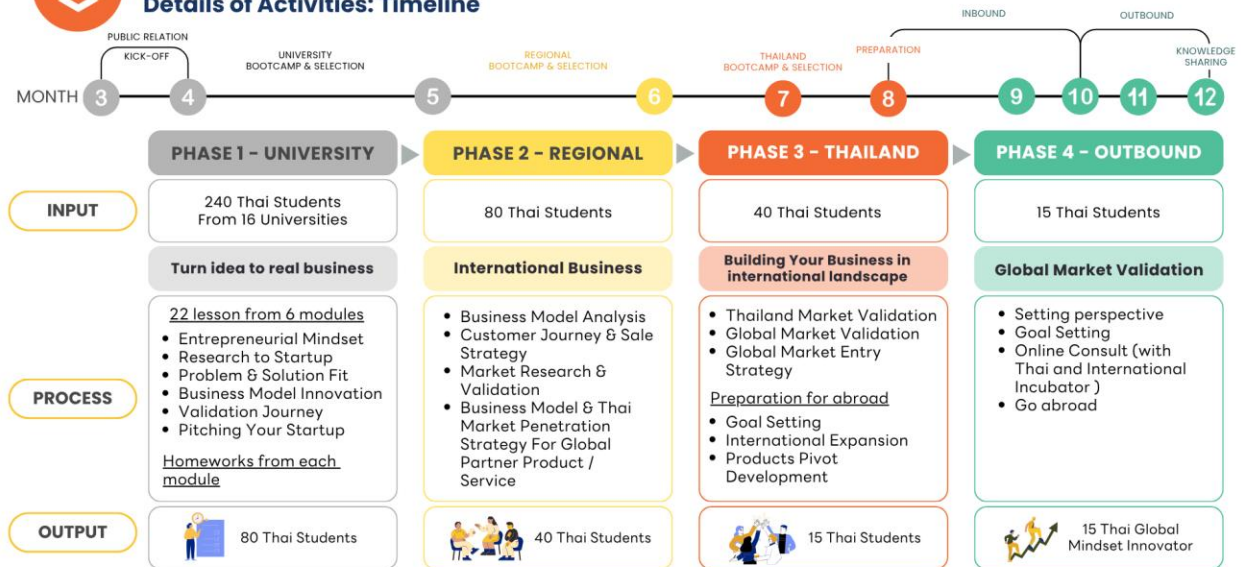 Details of Activities: Timeline
PUBLIC RELATION
KICK-OFF
UNIVERSITY
BOOTCAMP & SELECTION
REGIONAL
BOOTCAMP & SELECTION
THAILAND
BOOTCAMP & SELECTION
PREPARATION
INBOUND
OUTBOUND
KNOWLEDGE
SHARING
MONTH 3 4 5 6 7 8 9 10 11 12
PHASE 1 - UNIVERSITY
PHASE 2 - REGIONAL
PHASE 3 - THAILAND
PHASE 4 - OUTBOUND
INPUT
240 Thai Students
From 16 Universities
80 Thai Students
40 Thai Students
15 Thai Students
Turn idea to real business
International Business
Building Your Business in
international landscape
Global Market Validation
PROCESS
22 lesson from 6 modules
• Entrepreneurial Mindset
• Research to Startup
• Problem & Solution Fit
• Business Model Innovation
• Validation Journey
• Pitching Your Startup
Homeworks from each
module
• Business Model Analysis
• Customer Journey & Sale
Strategy
• Market Research &
Validation
• Business Model & Thai
Market Penetration
Strategy For Global
Partner Product /
Service
• Thailand Market Validation
• Global Market Validation
• Global Market Entry
Strategy
Preparation for abroad
• Goal Setting
• International Expansion
• Products Pivot
Development
• Setting perspective
• Goal Setting
• Online Consult (with
Thai and International
Incubator )
• Go abroad
OUTPUT
80 Thai Students
40 Thai Students
15 Thai Students
15 Thai Global
Mindset Innovator